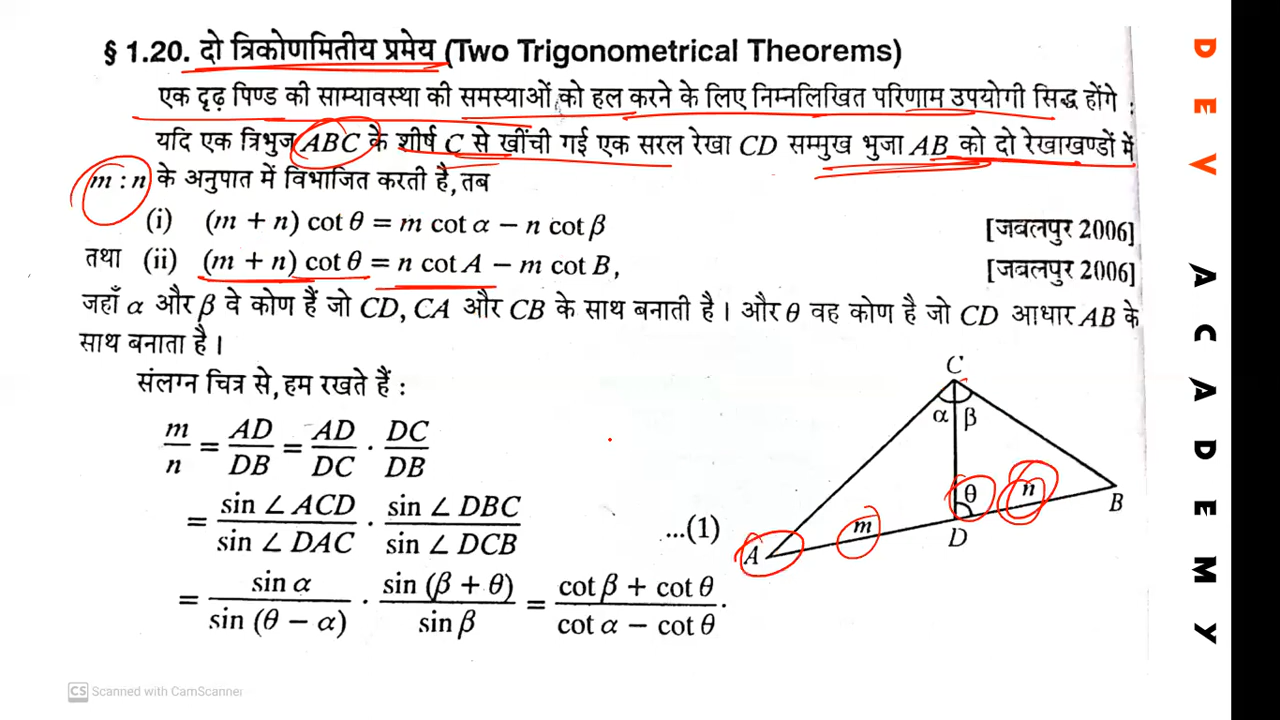 § 1.20. दो त्रिकोणमितीय प्रमेय (Two Trigonometrical Theorems)
एक दृढ़ पिण्ड की साम्यावस्था की समस्याओं को हल करने के लिए निम्नलिखित परिणाम उपयोगी सिद्ध होंगे :
यदि एक त्रिभुज ABC के शीर्ष C से खींची गई एक सरल रेखा CD सम्मुख भुजा AB को दो रेखाखण्डों में
m : n के अनुपात में विभाजित करती है, तब
(i) (m + n) cot θ = m cot α − n cot β [जबलपुर 2006]
तथा (ii) (m + n) cot θ = n cot A − m cot B, [जबलपुर 2006]
जहाँ α और β वे कोण हैं जो CD, CA और CB के साथ बनाती है। और θ वह कोण है जो CD आधार AB के
साथ बनाता है।
संलग्न चित्र से, हम रखते हैं :
m/n = AD/DB = AD/DC · DC/DB
= sin ∠ ACD/sin ∠ DAC · sin ∠ DBC/sin ∠ DCB ...(1)
= sin α/sin (θ − α) · sin (β + θ)/sin β = cot β + cot θ/cot α − cot θ ·
C
α β
θ n
m
B
A
D
CS Scanned with CamScanner
DEV ACADEMY